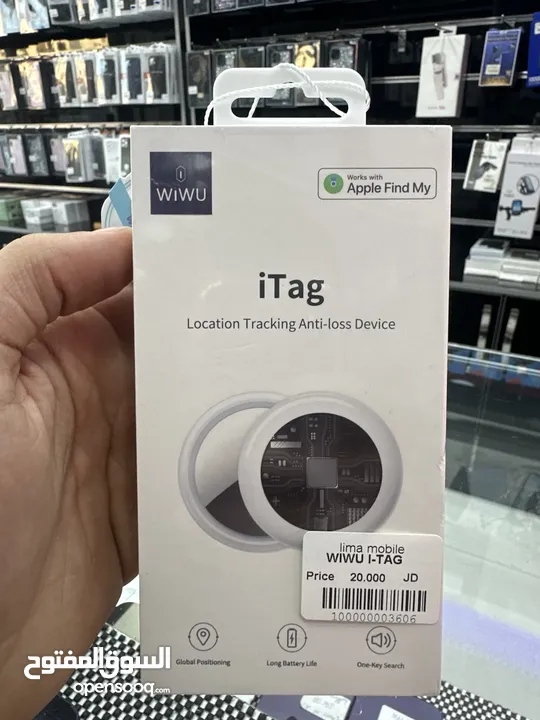 WiWU
Works with
Apple Find My
iTag
Location Tracking Anti-loss Device
lima mobile
WIWU I-TAG
Price 20.000 JD
100000003606
Global Positioning
Long Battery Life
One-Key Search
السوق المفتوح
opensooq.com